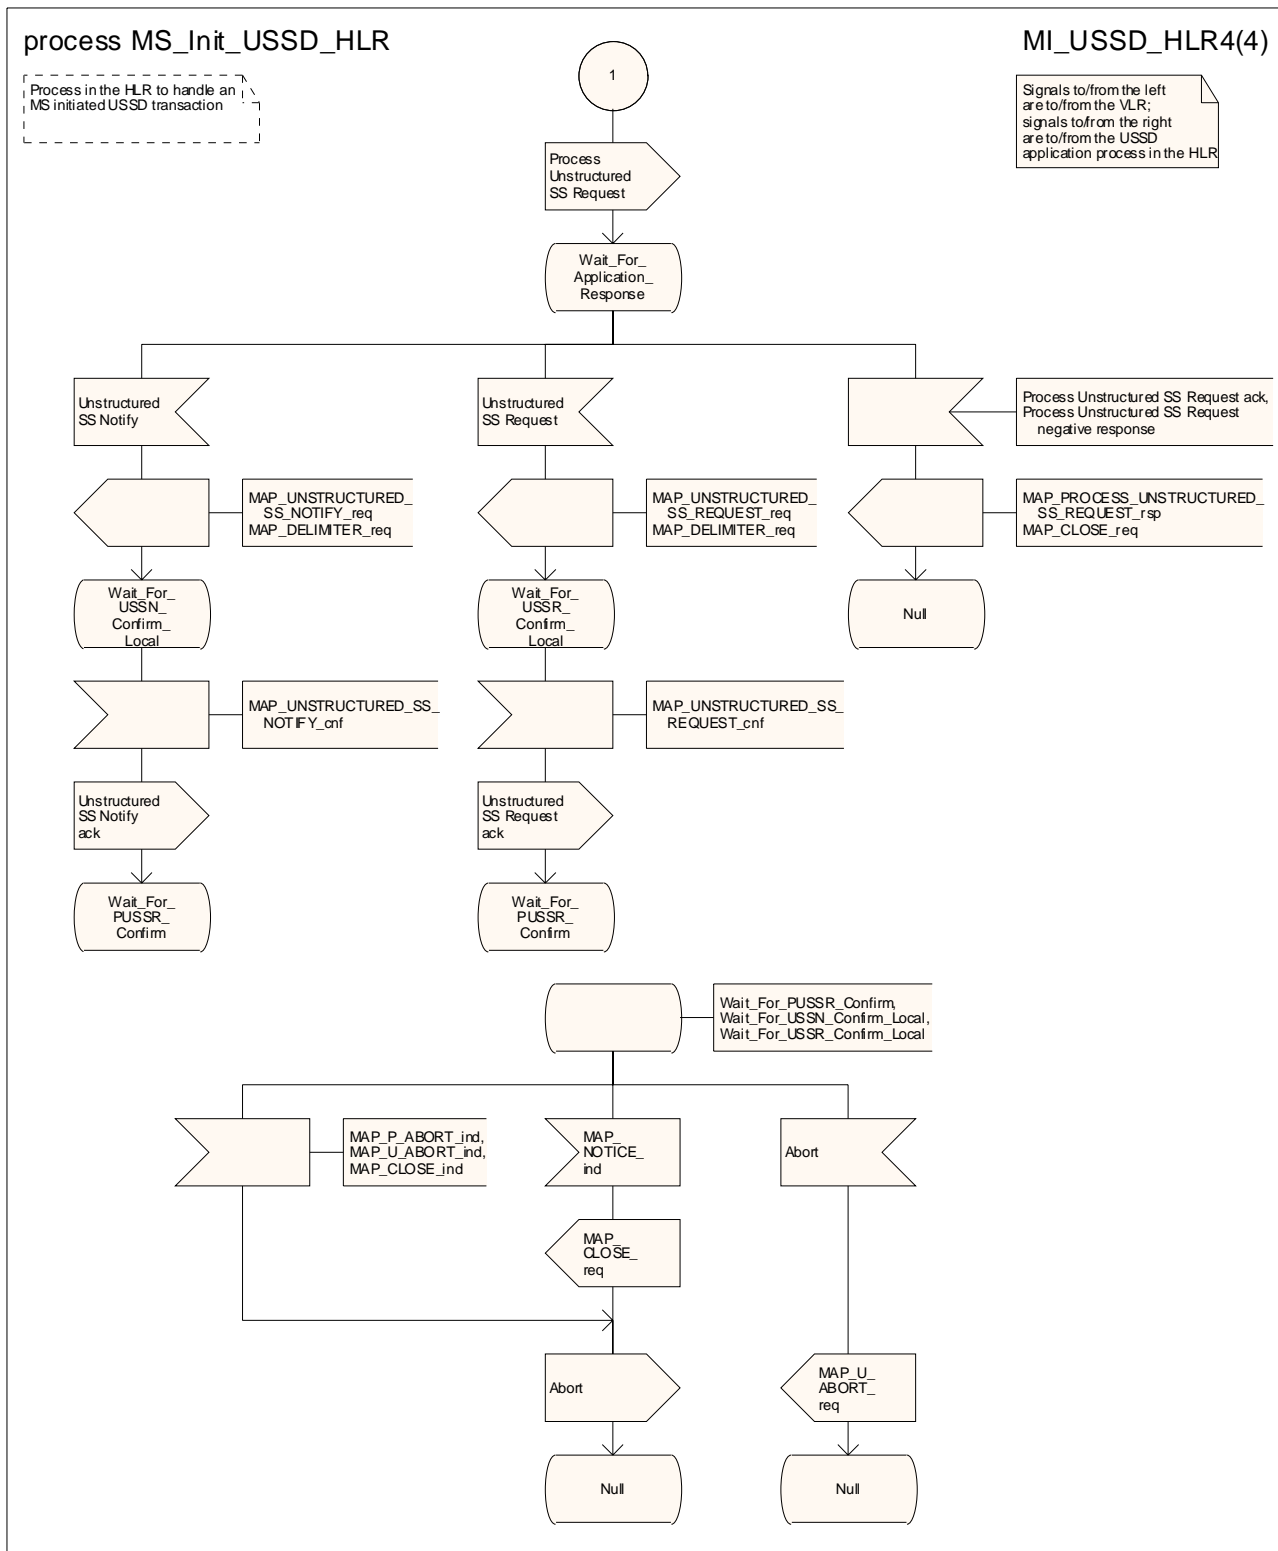 process MS_Init_USSD_HLR
MI_USSD_HLR4(4)
Process in the HLR to handle an
MS initiated USSD transaction
1
Signals to/from the left
are to/from the VLR;
signals to/from the right
are to/from the USSD
application process in the HLR
Process
Unstructured
SS Request
Wait_For_
Application_
Response
Unstructured
SS Notify
Unstructured
SS Request
Process Unstructured SS Request ack,
Process Unstructured SS Request
negative response
MAP_UNSTRUCTURED_
SS_NOTIFY_req
MAP_DELIMITER_req
MAP_UNSTRUCTURED_
SS_REQUEST_req
MAP_DELIMITER_req
MAP_PROCESS_UNSTRUCTURED_
SS_REQUEST_rsp
MAP_CLOSE_req
Wait_For_
USSN_
Confirm_
Local
Wait_For_
USSR_
Confirm_
Local
Null
MAP_UNSTRUCTURED_SS_
NOTIFY_cnf
MAP_UNSTRUCTURED_SS_
REQUEST_cnf
Unstructured
SS Notify
ack
Unstructured
SS Request
ack
Wait_For_
PUSSR_
Confirm
Wait_For_
PUSSR_
Confirm
Wait_For_PUSSR_Confirm,
Wait_For_USSN_Confirm_Local,
Wait_For_USSR_Confirm_Local
MAP_P_ABORT_ind,
MAP_U_ABORT_ind,
MAP_CLOSE_ind
MAP_
NOTICE_
ind
Abort
MAP_
CLOSE_
req
Abort
MAP_U_
ABORT_
req
Null
Null